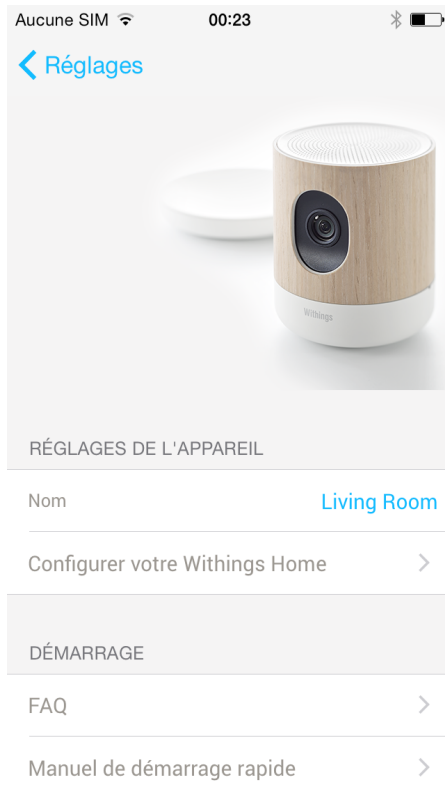 Aucune SIM 00:23
Réglages
Withings
RÉGLAGES DE L'APPAREIL
Nom Living Room
Configurer votre Withings Home
DÉMARRAGE
FAQ
Manuel de démarrage rapide